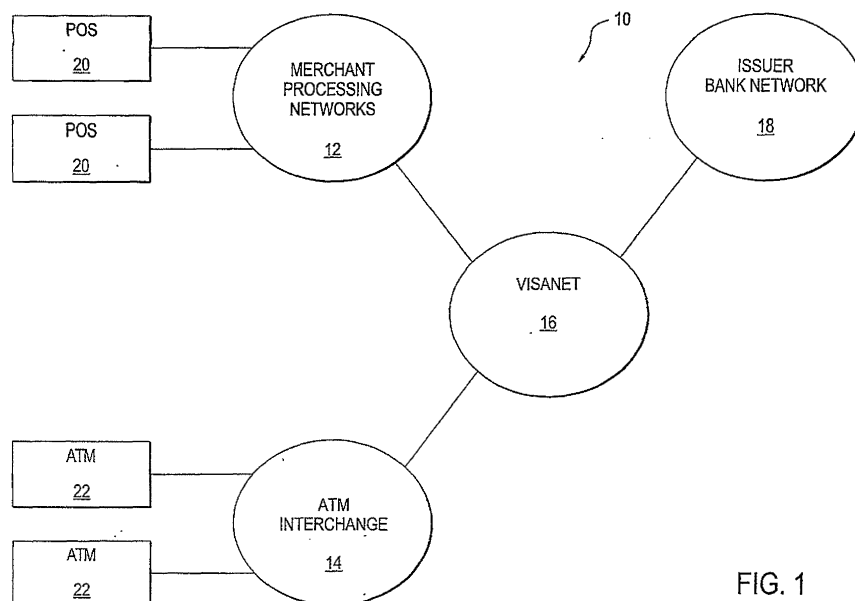 POS
20
POS
20
MERCHANT
PROCESSING
NETWORKS
12
10
ISSUER
BANK NETWORK
18
VISANET
16
ATM
22
ATM
22
ATM
INTERCHANGE
14
FIG. 1